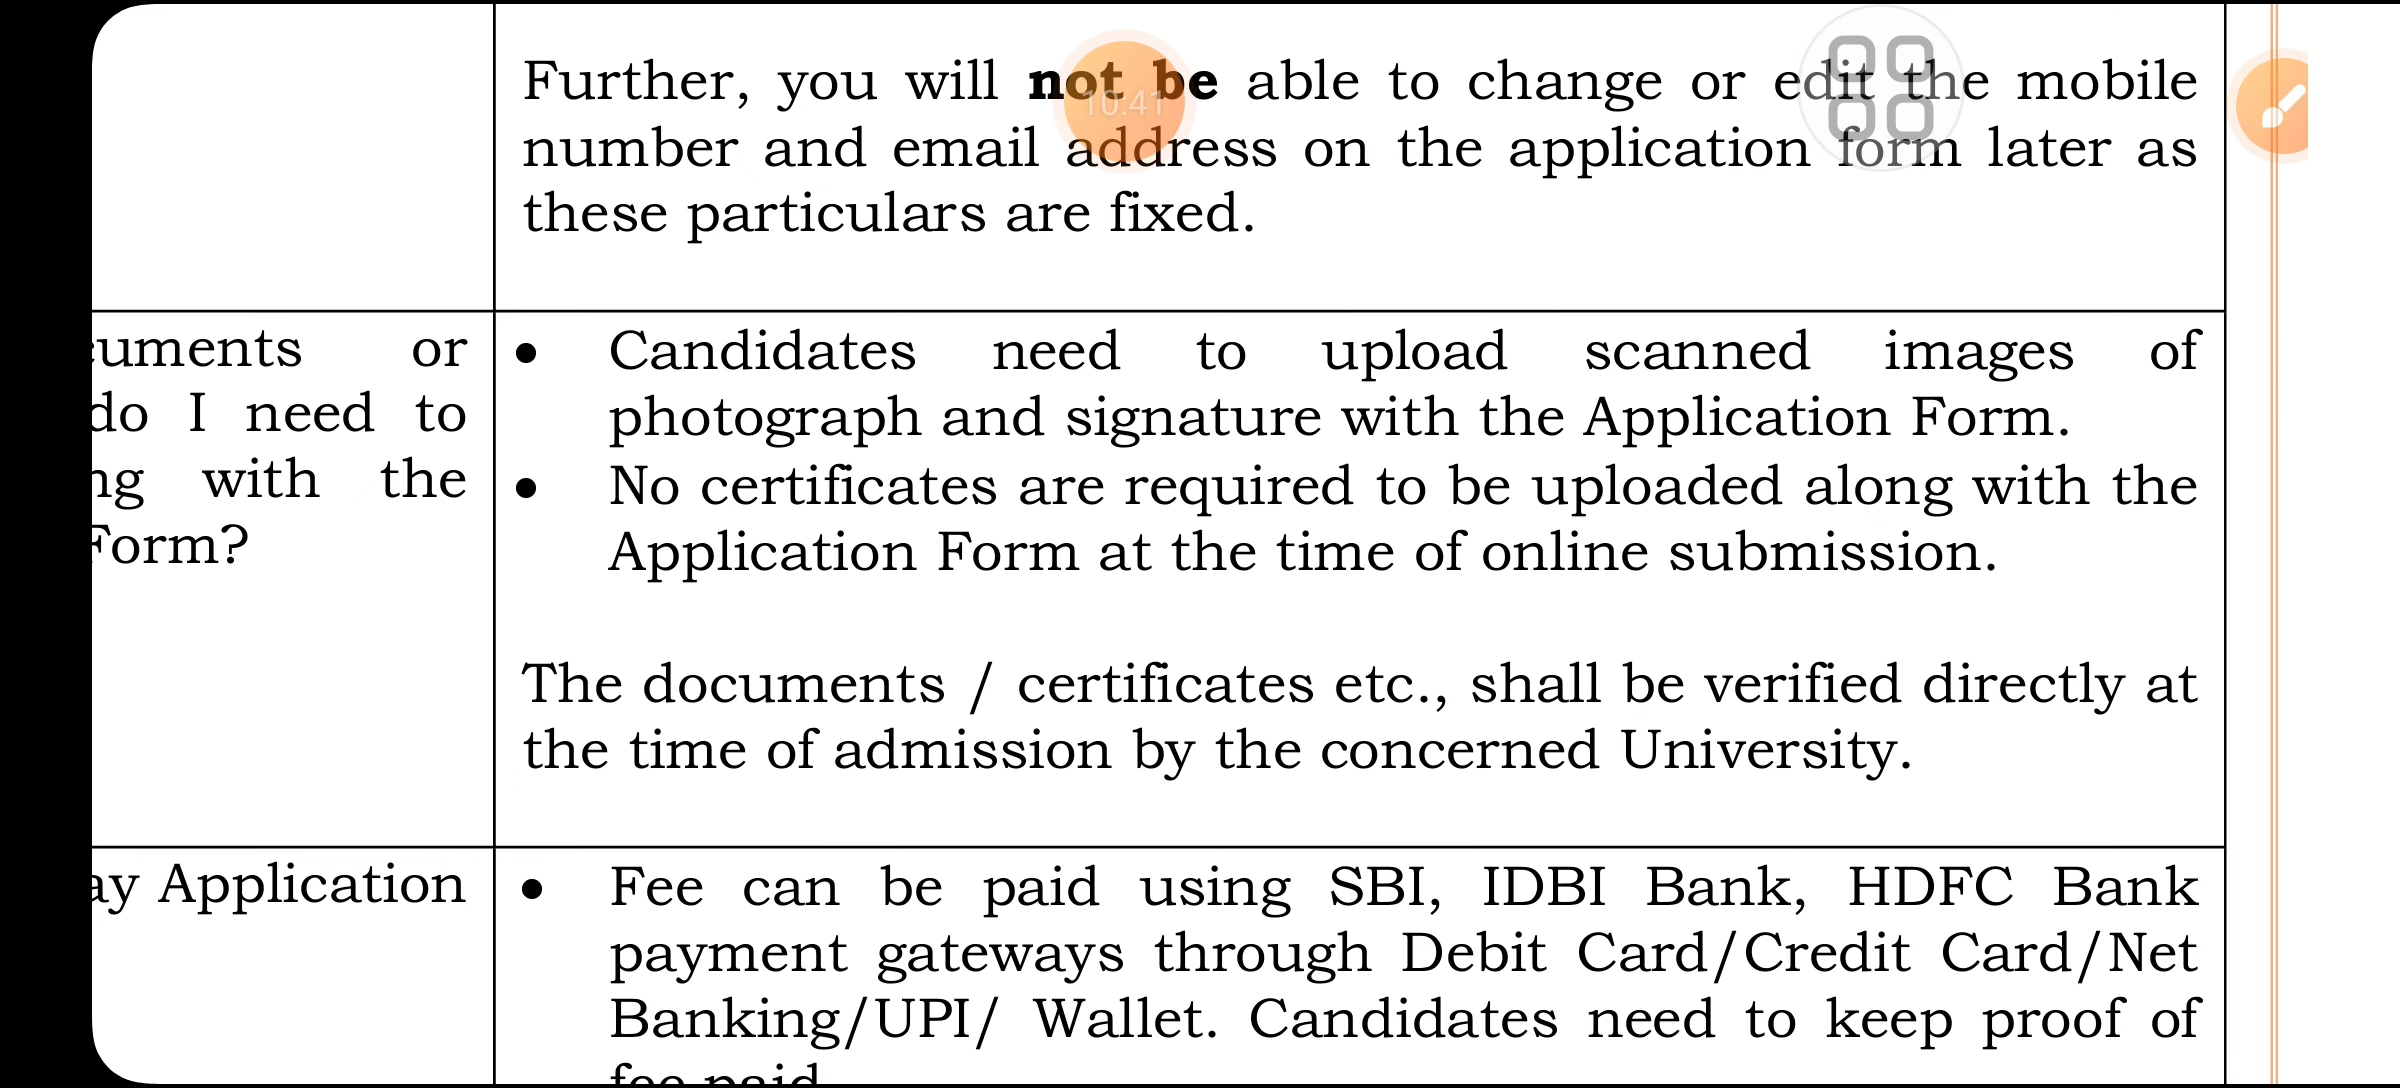 Further, you will not be able to change or edit the mobile
10:41
number and email address on the application form later as
these particulars are fixed.
or
do I need to
with the
Form?
Candidates need to upload scanned images of
photograph and signature with the Application Form.
No certificates are required to be uploaded along with the
Application Form at the time of online submission.
The documents / certificates etc., shall be verified directly at
the time of admission by the concerned University.
Application
Fee can be paid using SBI, IDBI Bank, HDFC Bank
payment gateways through Debit Card/Credit Card/Net
Banking/UPI/ Wallet. Candidates need to keep proof of
fee paid